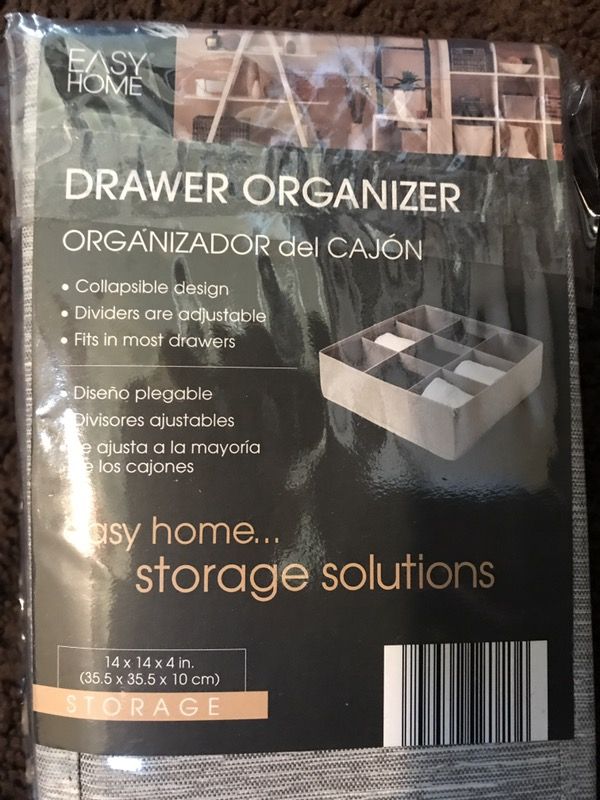 EASY
HOME
DRAWER ORGANIZER
ORGANIZADOR del CAJÓN
• Collapsible design
• Dividers are adjustable
• Fits in most drawers
• Diseño plegable
• Divisores ajustables
ajusta a la mayoría
los cajones
easy home...
storage solutions
14 x 14 x 4 in.
(35.5 x 35.5 x 10 cm)
STORAGE